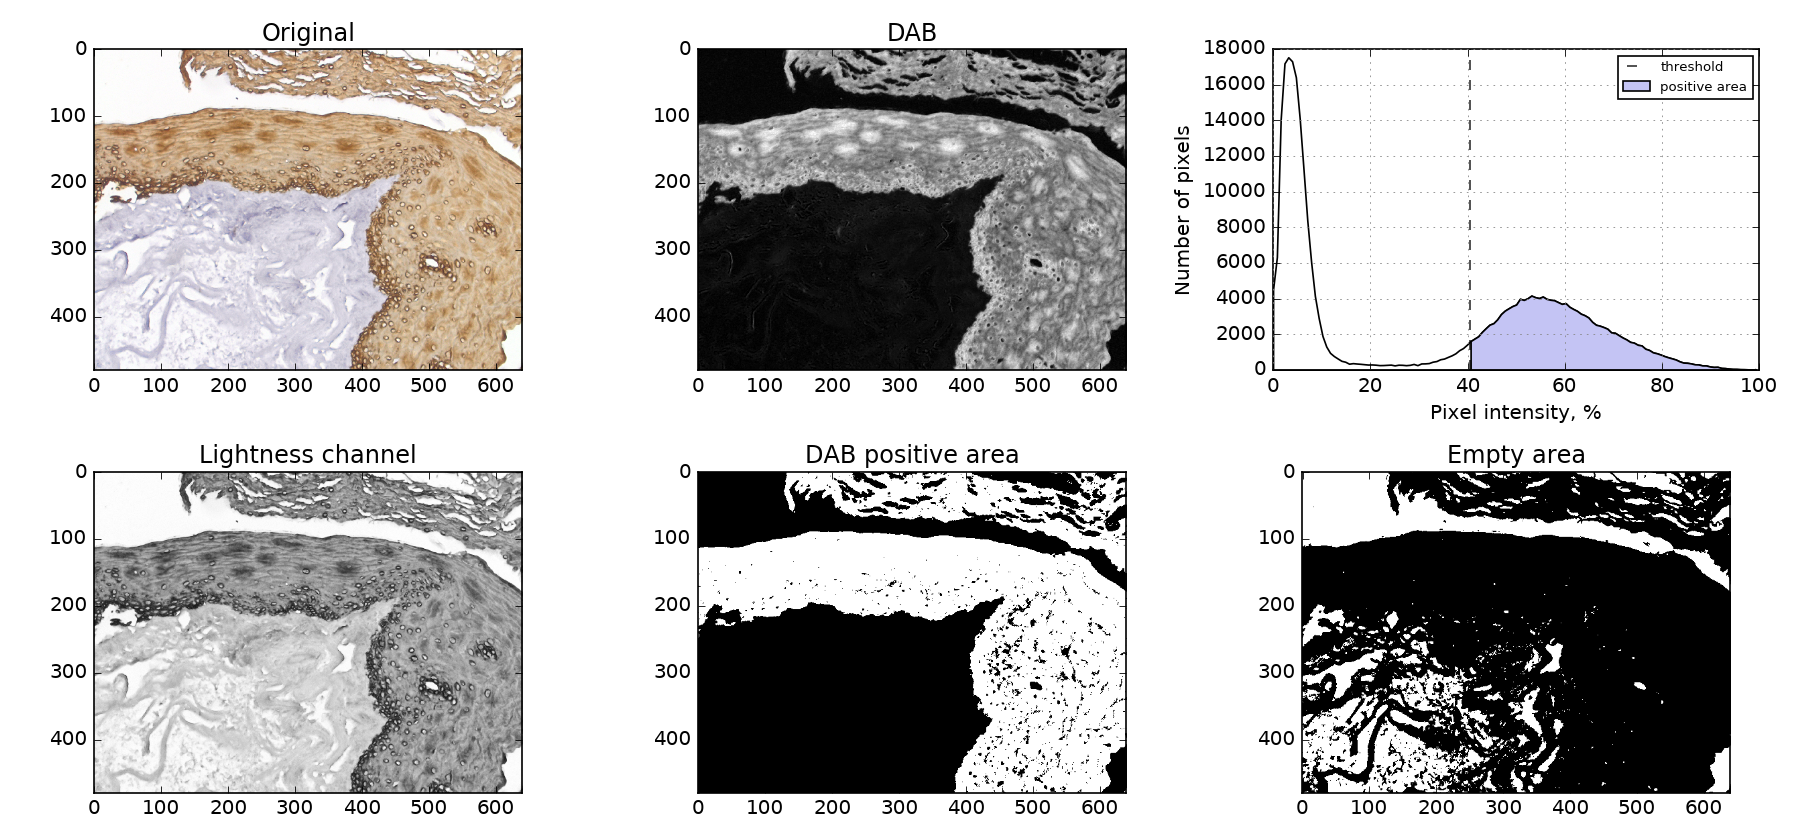 Original
0
100
200
300
400
0 100 200 300 400 500 600
DAB
0
100
200
300
400
0 100 200 300 400 500 600
18000
16000
14000
12000
10000
8000
6000
4000
2000
0
Number of pixels
threshold
positive area
0 20 40 60 80 100
Pixel intensity, %
Lightness channel
0
100
200
300
400
0 100 200 300 400 500 600
DAB positive area
0
100
200
300
400
0 100 200 300 400 500 600
Empty area
0
100
200
300
400
0 100 200 300 400 500 600